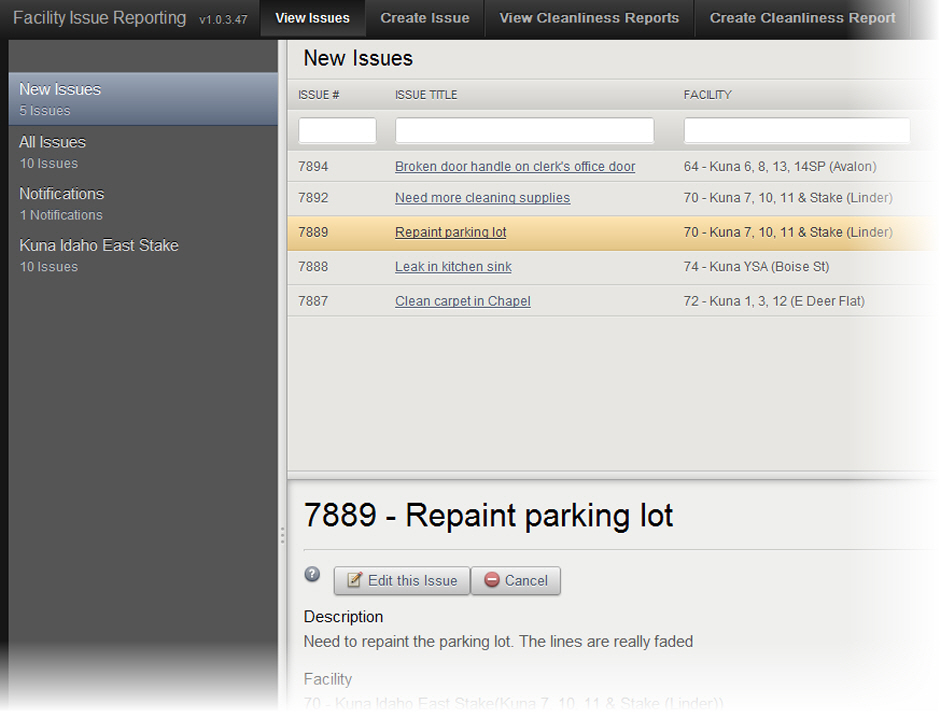 Facility Issue Reporting v1.0.3.47 View Issues Create Issue View Cleanliness Reports Create Cleanliness Report
New Issues
5 Issues
All Issues
10 Issues
Notifications
1 Notifications
Kuna Idaho East Stake
10 Issues
New Issues
ISSUE # ISSUE TITLE FACILITY
7894 Broken door handle on clerk's office door 64 - Kuna 6, 8, 13, 14SP (Avalon)
7892 Need more cleaning supplies 70 - Kuna 7, 10, 11 & Stake (Linder)
7889 Repaint parking lot 70 - Kuna 7, 10, 11 & Stake (Linder)
7888 Leak in kitchen sink 74 - Kuna YSA (Boise St)
7887 Clean carpet in Chapel 72 - Kuna 1, 3, 12 (E Deer Flat)
7889 - Repaint parking lot
? Edit this Issue Cancel
Description
Need to repaint the parking lot. The lines are really faded
Facility
70 - Kuna Idaho East Stake(Kuna 7, 10, 11 & Stake (Linder))